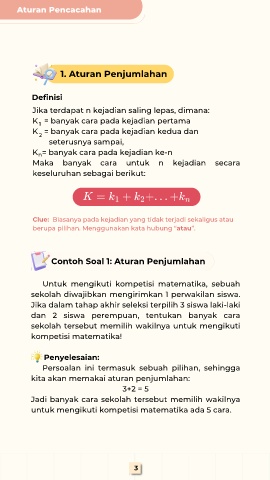 Aturan Pencacahan
1. Aturan Penjumlahan
Definisi
Jika terdapat n kejadian saling lepas, dimana:
K₁ = banyak cara pada kejadian pertama
K₂ = banyak cara pada kejadian kedua dan
seterusnya sampai,
Kₙ= banyak cara pada kejadian ke-n
Maka banyak cara untuk n kejadian secara
keseluruhan sebagai berikut:
K = k₁ + k₂+...+kₙ
Clue: Biasanya pada kejadian yang tidak terjadi sekaligus atau
berupa pilihan. Menggunakan kata hubung "atau".
Contoh Soal 1: Aturan Penjumlahan
Untuk mengikuti kompetisi matematika, sebuah
sekolah diwajibkan mengirimkan 1 perwakilan siswa.
Jika dalam tahap akhir seleksi terpilih 3 siswa laki-laki
dan 2 siswa perempuan, tentukan banyak cara
sekolah tersebut memilih wakilnya untuk mengikuti
kompetisi matematika!
Penyelesaian:
Persoalan ini termasuk sebuah pilihan, sehingga
kita akan memakai aturan penjumlahan:
3+2 = 5
Jadi banyak cara sekolah tersebut memilih wakilnya
untuk mengikuti kompetisi matematika ada 5 cara.
3